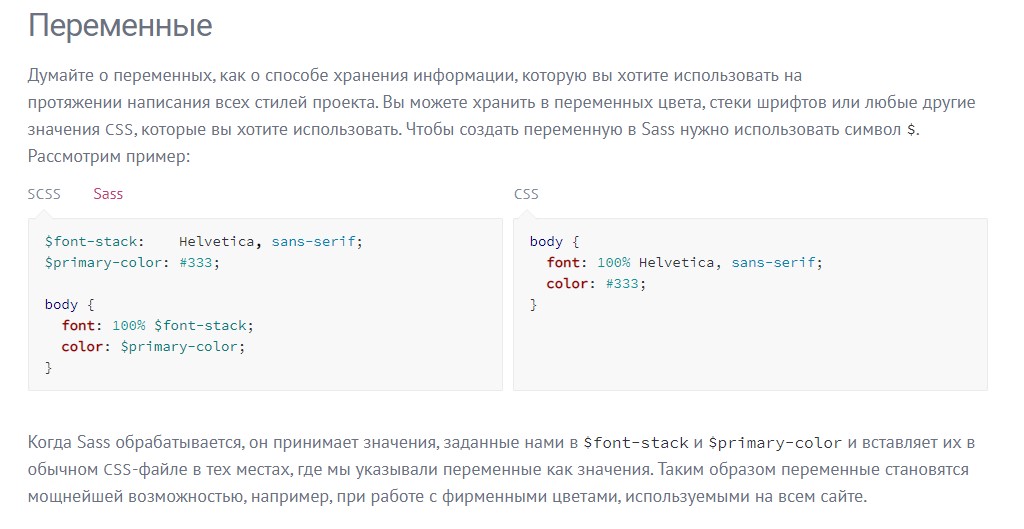 Переменные
Думайте о переменных, как о способе хранения информации, которую вы хотите использовать на
протяжении написания всех стилей проекта. Вы можете хранить в переменных цвета, стеки шрифтов или любые другие
значения CSS, которые вы хотите использовать. Чтобы создать переменную в Sass нужно использовать символ $.
Рассмотрим пример:
SCSS Sass
$font-stack:    Helvetica, sans-serif;
$primary-color: #333;

body {
  font: 100% $font-stack;
  color: $primary-color;
}
CSS
body {
  font: 100% Helvetica, sans-serif;
  color: #333;
}
Когда Sass обрабатывается, он принимает значения, заданные нами в $font-stack и $primary-color и вставляет их в
обычном CSS-файле в тех местах, где мы указывали переменные как значения. Таким образом переменные становятся
мощнейшей возможностью, например, при работе с фирменными цветами, используемыми на всем сайте.